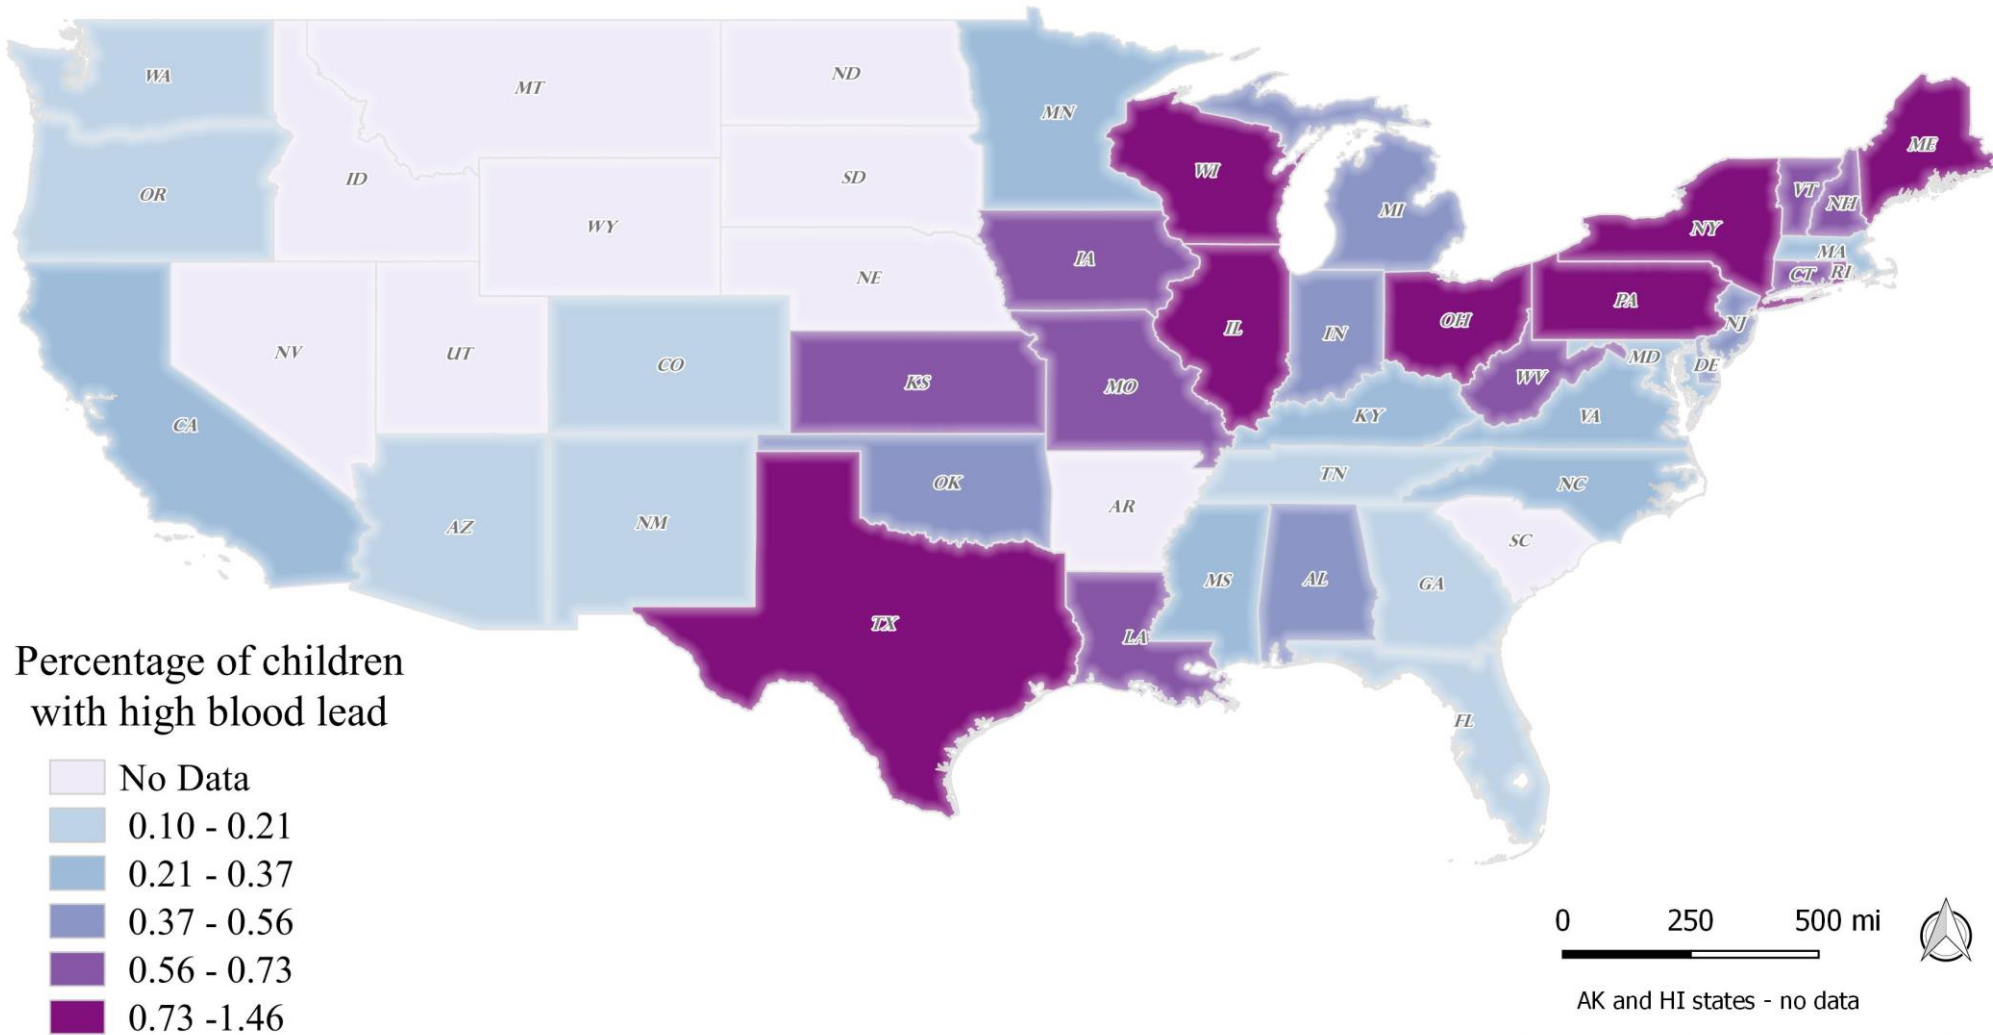 WA
MT
ND
MN
ME
WI
VT
NH
OR
ID
SD
MI
NY
WY
IA
MA
NE
CT RI
PA
NV
UT
CO
IL
IN
OH
NJ
MD
KS
MO
WV
DE
CA
KY
VA
OK
TN
NC
AZ
NM
AR
SC
MS
AL
GA
TX
LA
FL
Percentage of children
with high blood lead
No Data
0.10 - 0.21
0.21 - 0.37
0.37 - 0.56
0.56 - 0.73
0.73 -1.46
0 250 500 mi
AK and HI states - no data